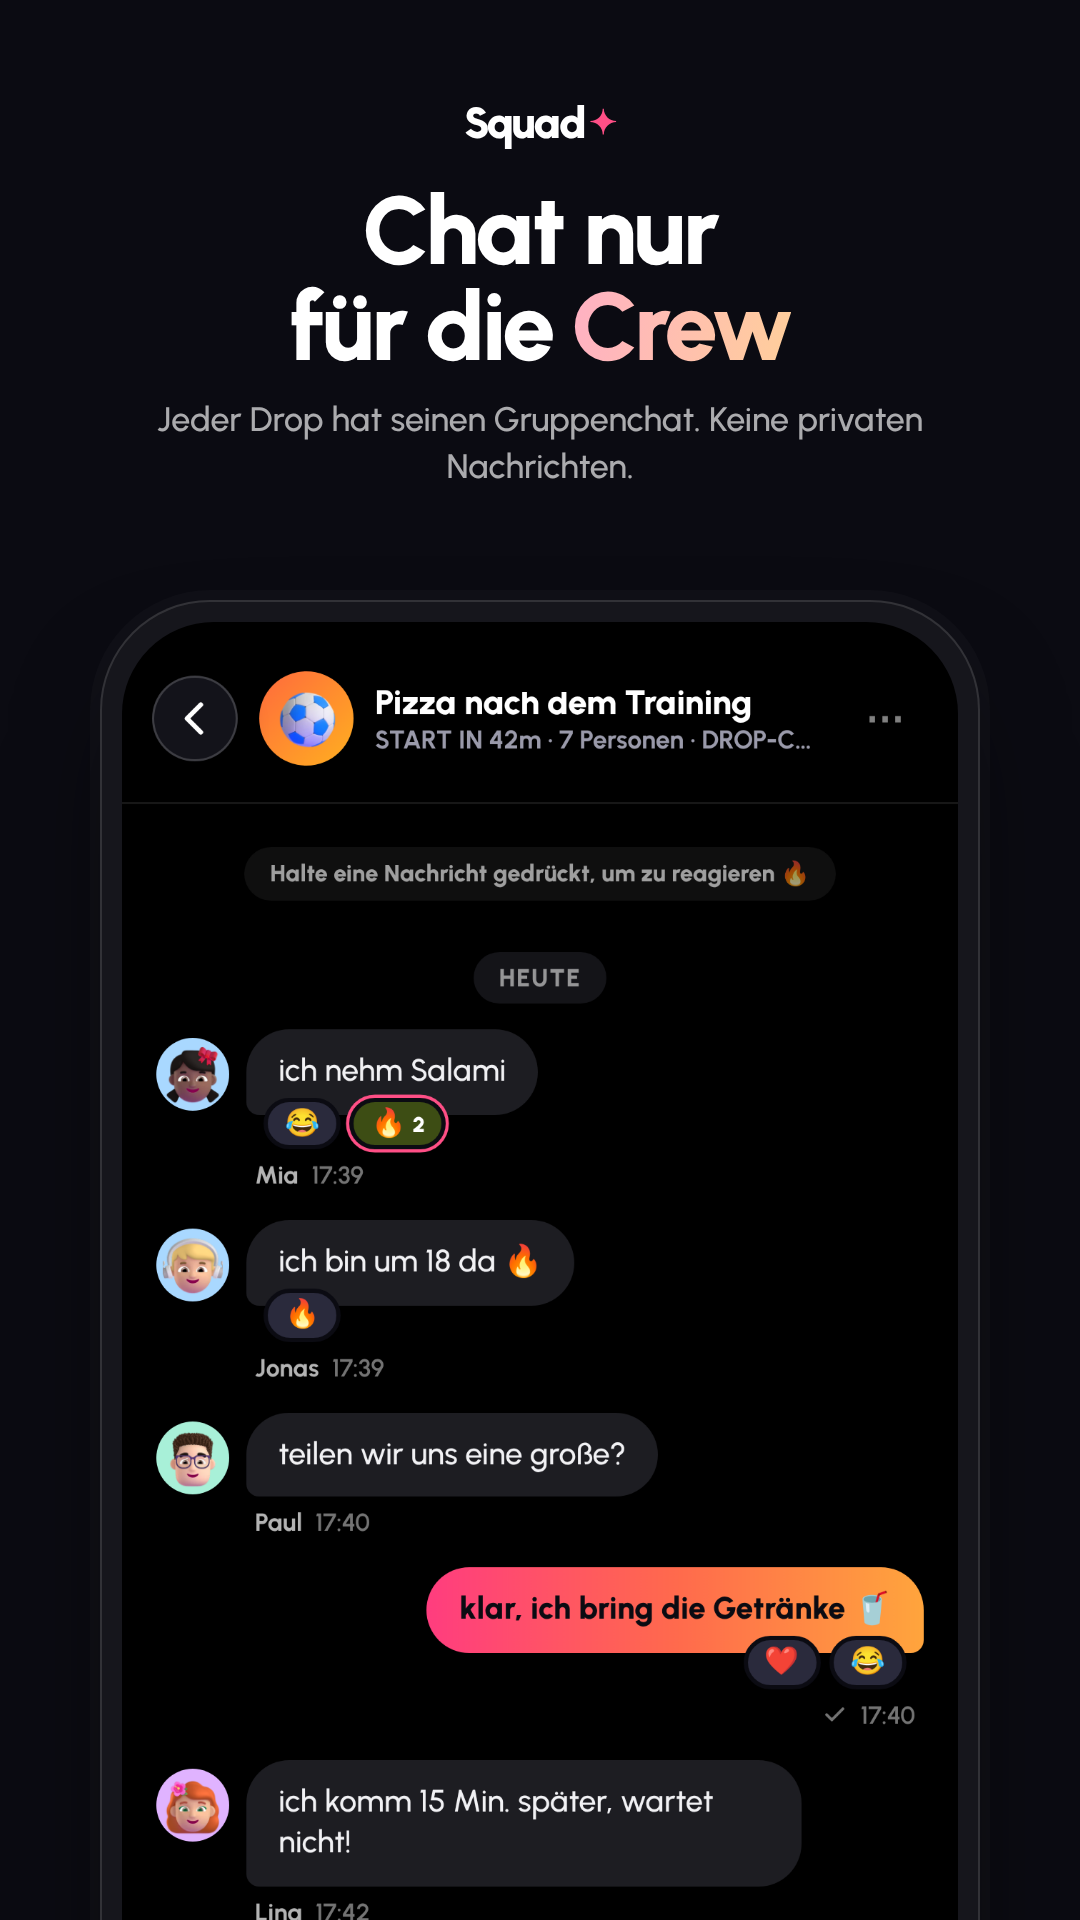 Squad
Chat nur
für die Crew
Jeder Drop hat seinen Gruppenchat. Keine privaten
Nachrichten.
Pizza nach dem Training
START IN 42m · 7 Personen · DROP-C...
Halte eine Nachricht gedrückt, um zu reagieren 🔥
HEUTE
ich nehm Salami
😂 🔥 2
Mia 17:39
ich bin um 18 da 🔥
🔥
Jonas 17:39
teilen wir uns eine große?
Paul 17:40
klar, ich bring die Getränke 🥤
❤️ 😂
✓ 17:40
ich komm 15 Min. später, wartet
nicht!
Lina 17:42